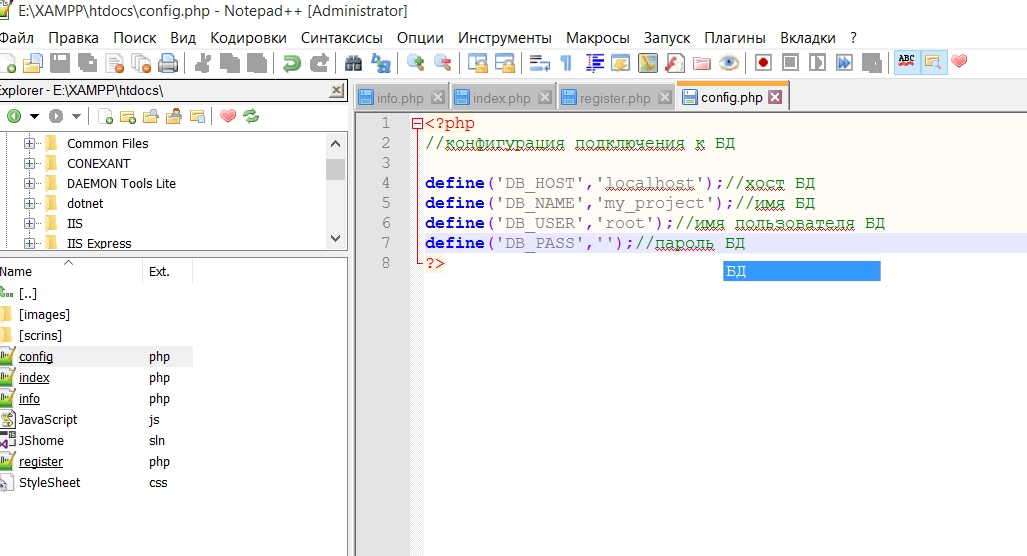 E:\XAMPP\htdocs\config.php - Notepad++ [Administrator]
Файл Правка Поиск Вид Кодировки Синтаксисы Опции Инструменты Макросы Запуск Плагины Вкладки ?
ABC
Explorer - E:\XAMPP\htdocs\
Common Files
CONEXANT
DAEMON Tools Lite
dotnet
IIS
IIS Express
Name Ext.
[..]
[images]
[scrins]
config php
index php
info php
JavaScript js
JShome sln
register php
StyleSheet css
info.php index.php register.php config.php
1 <?php
2 //конфигурация подключения к БД
3
4 define('DB_HOST','localhost');//хост БД
5 define('DB_NAME','my_project');//имя БД
6 define('DB_USER','root');//имя пользователя БД
7 define('DB_PASS','');//пароль БД
8 ?>
БД